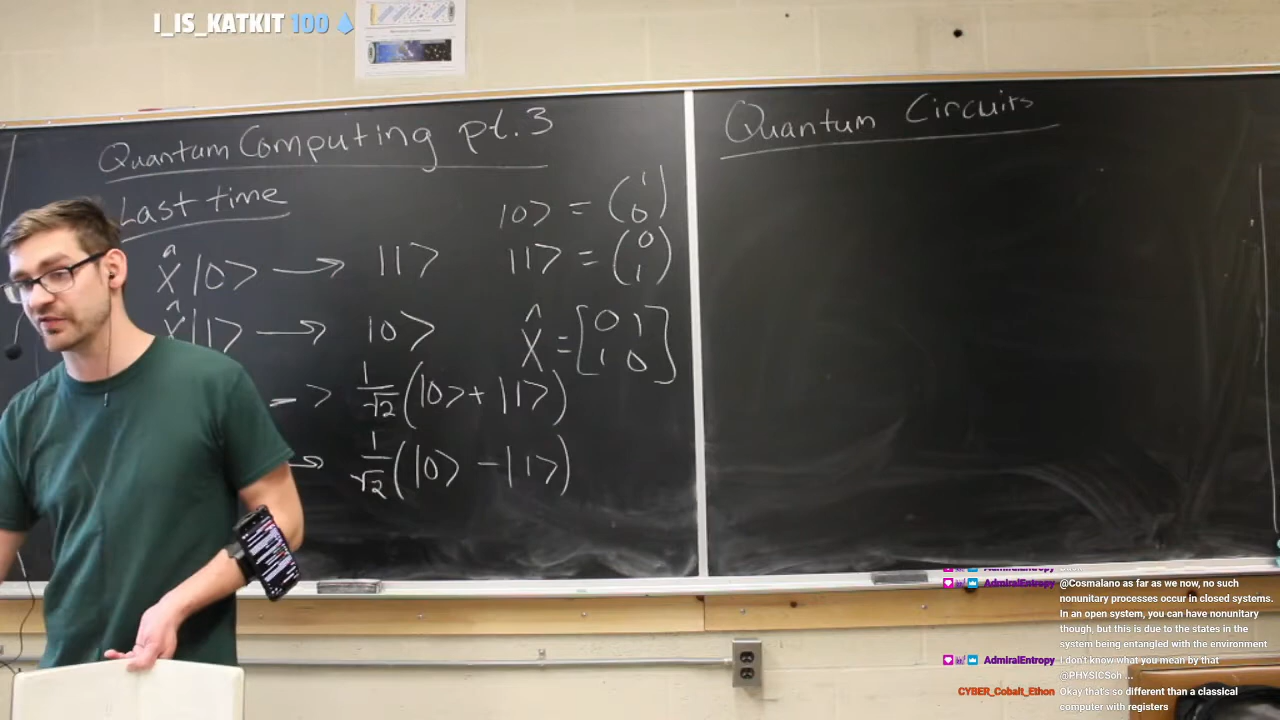 I_IS_KATKIT 100
Quantum Computing pt.3
Last time
X̂|0> → |1>
X̂|1> → |0>
→ 1/√2(|0>+|1>)
→ 1/√2(|0>-|1>)
|0> = (1 0)
|1> = (0 1)
X̂ = [0 1
1 0]
Quantum Circuits
AdmiralEntropy
AdmiralEntropy @Cosmalano as far as we now, no such
nonunitary processes occur in closed systems.
In an open system, you can have nonunitary
though, but this is due to the states in the
system being entangled with the environment
AdmiralEntropy I don't know what you mean by that
@PHYSICSoh ...
CYBER_Cobalt_Ethon Okay that's so different than a classical
computer with registers